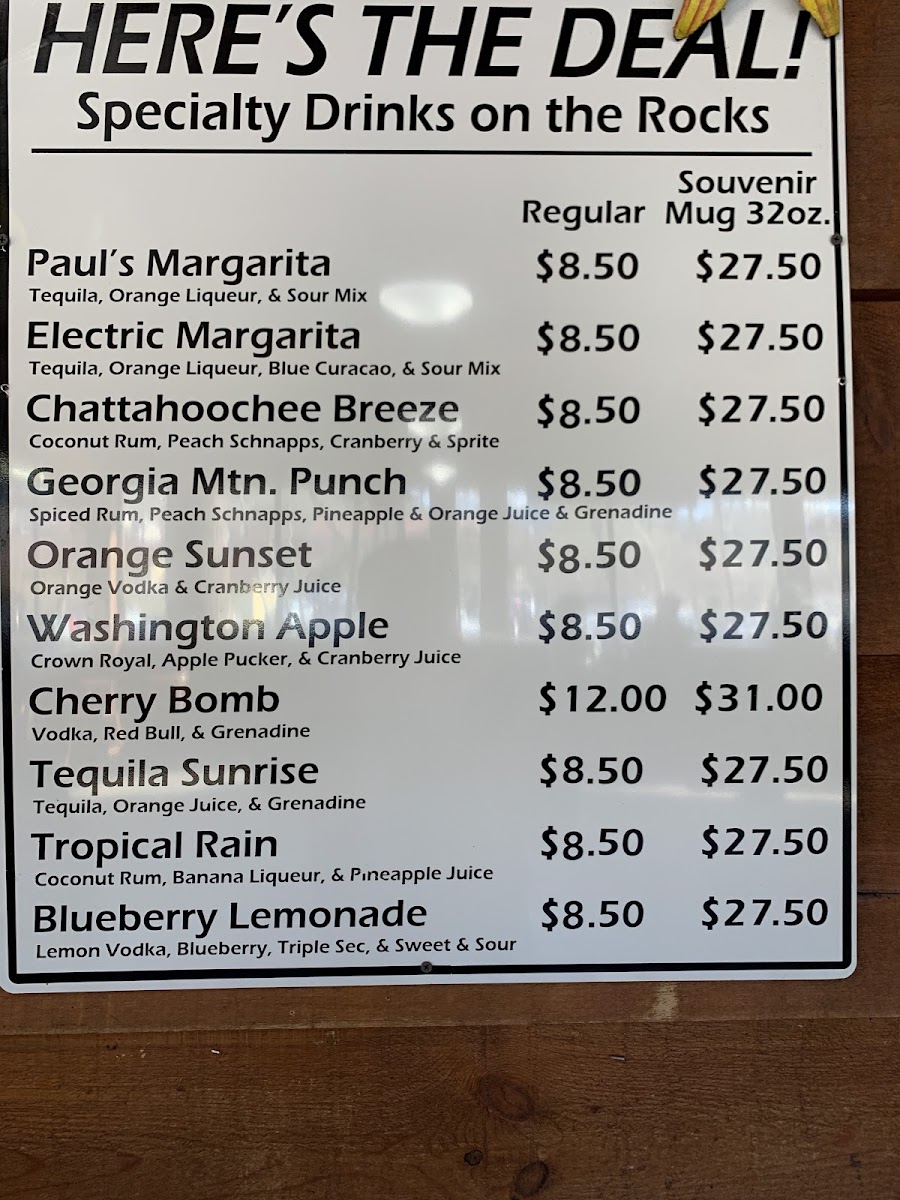 HERE'S THE DEAL!
Specialty Drinks on the Rocks
Souvenir
Regular Mug 32oz.
Paul's Margarita $8.50 $27.50
Tequila, Orange Liqueur, & Sour Mix
Electric Margarita $8.50 $27.50
Tequila, Orange Liqueur, Blue Curacao, & Sour Mix
Chattahoochee Breeze $8.50 $27.50
Coconut Rum, Peach Schnapps, Cranberry & Sprite
Georgia Mtn. Punch $8.50 $27.50
Spiced Rum, Peach Schnapps, Pineapple & Orange Juice & Grenadine
Orange Sunset $8.50 $27.50
Orange Vodka & Cranberry Juice
Washington Apple $8.50 $27.50
Crown Royal, Apple Pucker, & Cranberry Juice
Cherry Bomb $12.00 $31.00
Vodka, Red Bull, & Grenadine
Tequila Sunrise $8.50 $27.50
Tequila, Orange Juice, & Grenadine
Tropical Rain $8.50 $27.50
Coconut Rum, Banana Liqueur, & Pineapple Juice
Blueberry Lemonade $8.50 $27.50
Lemon Vodka, Blueberry, Triple Sec, & Sweet & Sour